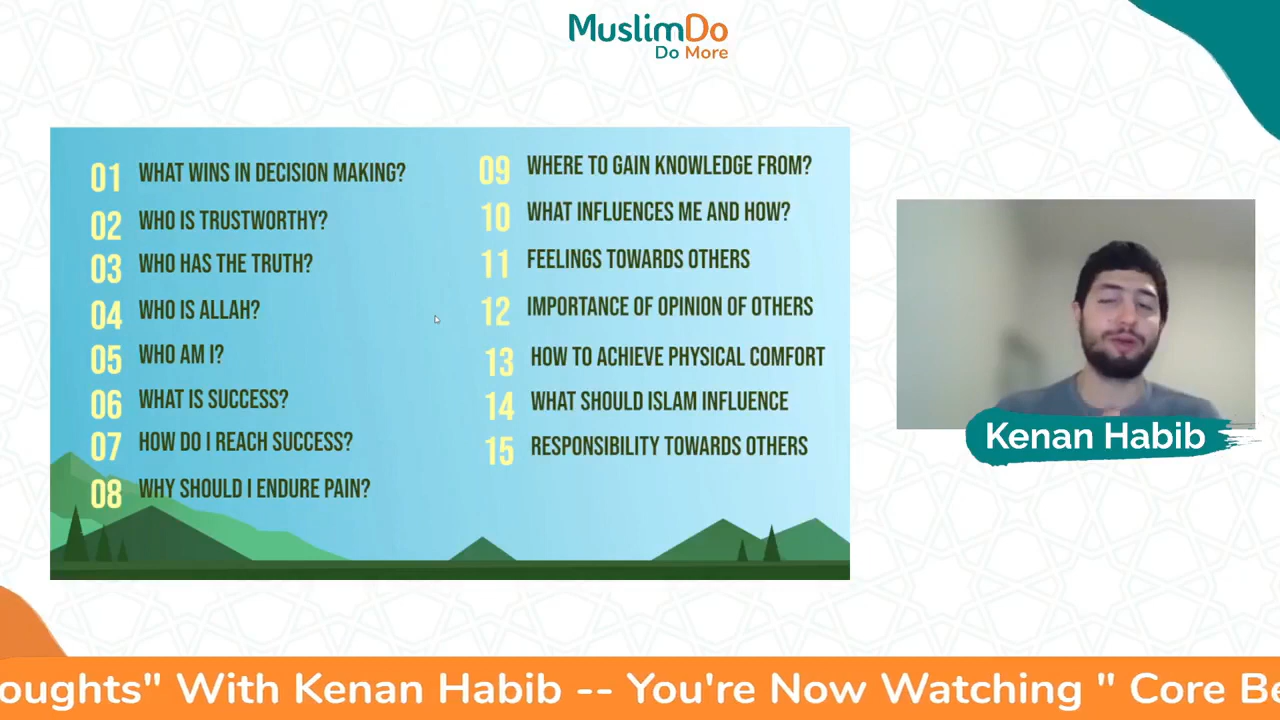 MuslimDo
Do More
01 WHAT WINS IN DECISION MAKING?
02 WHO IS TRUSTWORTHY?
03 WHO HAS THE TRUTH?
04 WHO IS ALLAH?
05 WHO AM I?
06 WHAT IS SUCCESS?
07 HOW DO I REACH SUCCESS?
08 WHY SHOULD I ENDURE PAIN?
09 WHERE TO GAIN KNOWLEDGE FROM?
10 WHAT INFLUENCES ME AND HOW?
11 FEELINGS TOWARDS OTHERS
12 IMPORTANCE OF OPINION OF OTHERS
13 HOW TO ACHIEVE PHYSICAL COMFORT
14 WHAT SHOULD ISLAM INFLUENCE
15 RESPONSIBILITY TOWARDS OTHERS
Kenan Habib
oughts" With Kenan Habib -- You're Now Watching " Core Be